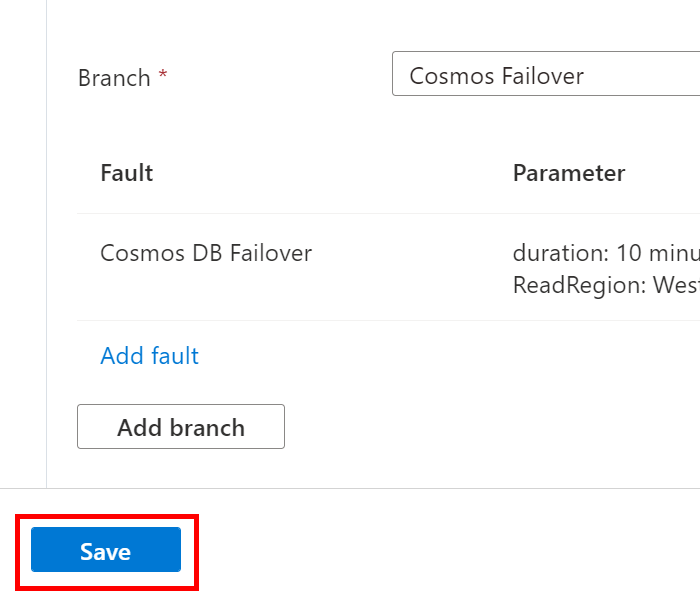 Branch *
Cosmos Failover
Fault
Parameter
Cosmos DB Failover
duration: 10 minu
ReadRegion: Wes
Add fault
Add branch
Save